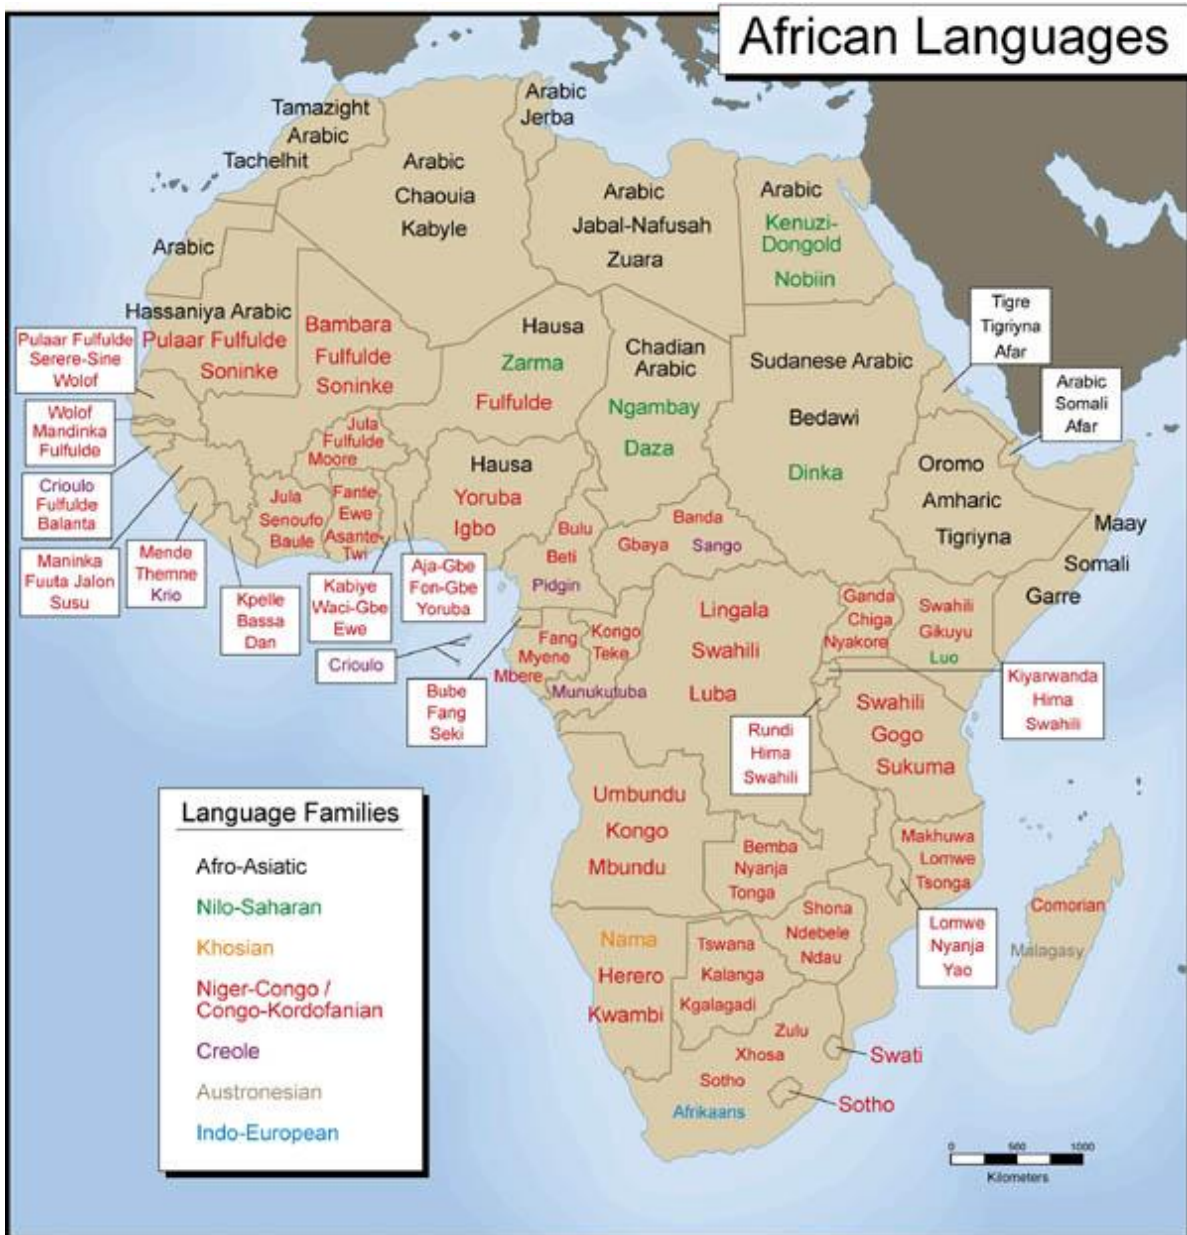 African Languages
Tamazight
Arabic
Tachelhit
Arabic
Jerba
Arabic
Chaouia
Kabyle
Arabic
Jabal-Nafusah
Zuara
Arabic
Kenuzi-
Dongold
Nobiin
Arabic
Hassaniya Arabic
Pulaar Fulfulde
Soninke
Bambara
Fulfulde
Soninke
Hausa
Zarma
Fulfulde
Chadian
Arabic
Ngambay
Daza
Sudanese Arabic
Bedawi
Dinka
Tigre
Tigriyna
Afar
Arabic
Somali
Afar
Pulaar Fulfulde
Serere-Sine
Wolof
Wolof
Mandinka
Fulfulde
Crioulo
Fulfulde
Balanta
Maninka
Fuuta Jalon
Susu
Mende
Themne
Krio
Kpelle
Bassa
Dan
Jula
Senoufo
Baule
Jula
Fulfulde
Moore
Fante
Ewe
Asante-
Twi
Kabiye
Waci-Gbe
Ewe
Aja-Gbe
Fon-Gbe
Yoruba
Hausa
Yoruba
Igbo
Bulu
Beti
Pidgin
Banda
Gbaya
Sango
Oromo
Amharic
Tigriyna
Maay
Somali
Garre
Crioulo
Bube
Fang
Seki
Fang
Myene
Mbere
Kongo
Teke
Munukutuba
Lingala
Swahili
Luba
Ganda
Chiga
Nyakore
Swahili
Gikuyu
Luo
Kiyarwanda
Hima
Swahili
Rundi
Hima
Swahili
Swahili
Gogo
Sukuma
Umbundu
Kongo
Mbundu
Bemba
Nyanja
Tonga
Makhuwa
Lomwe
Tsonga
Lomwe
Nyanja
Yao
Comorian
Malagasy
Shona
Ndebele
Ndau
Nama
Herero
Kwambi
Tswana
Kalanga
Kgalagadi
Zulu
Xhosa
Sotho
Afrikaans
Swati
Sotho
Language Families
Afro-Asiatic
Nilo-Saharan
Khosian
Niger-Congo /
Congo-Kordofanian
Creole
Austronesian
Indo-European
0 500 1000
Kilometers